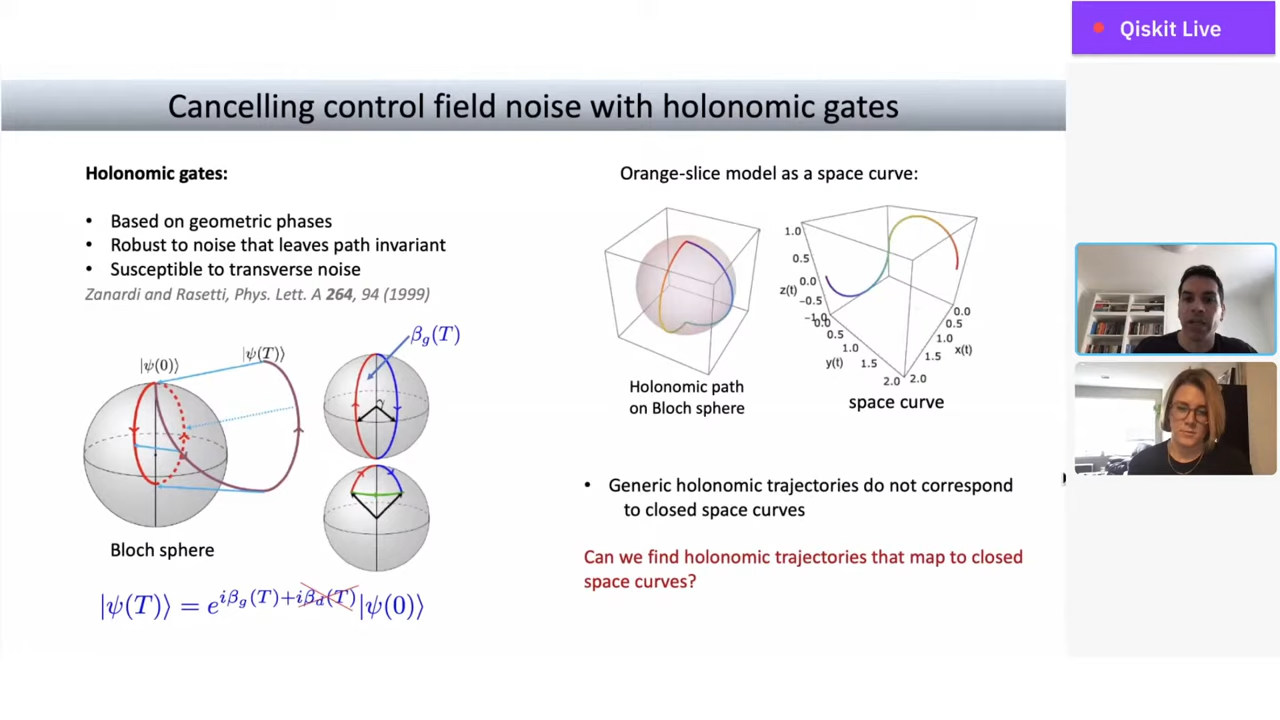 Qiskit Live
Cancelling control field noise with holonomic gates
Holonomic gates:
• Based on geometric phases
• Robust to noise that leaves path invariant
• Susceptible to transverse noise
Zanardi and Rasetti, Phys. Lett. A 264, 94 (1999)
|ψ(0)⟩
|ψ(T)⟩
β_g(T)
Bloch sphere
|ψ(T)⟩ = e^{iβ_g(T)+iβ_d(T)}|ψ(0)⟩
Orange-slice model as a space curve:
Holonomic path
on Bloch sphere
1.0
0.5
z(t) 0.0
−0.5
−1.0
0.0
0.5
1.0
y(t) 1.5
2.0
0.0
0.5
1.0
x(t)
1.5
2.0
space curve
• Generic holonomic trajectories do not correspond
to closed space curves
Can we find holonomic trajectories that map to closed
space curves?